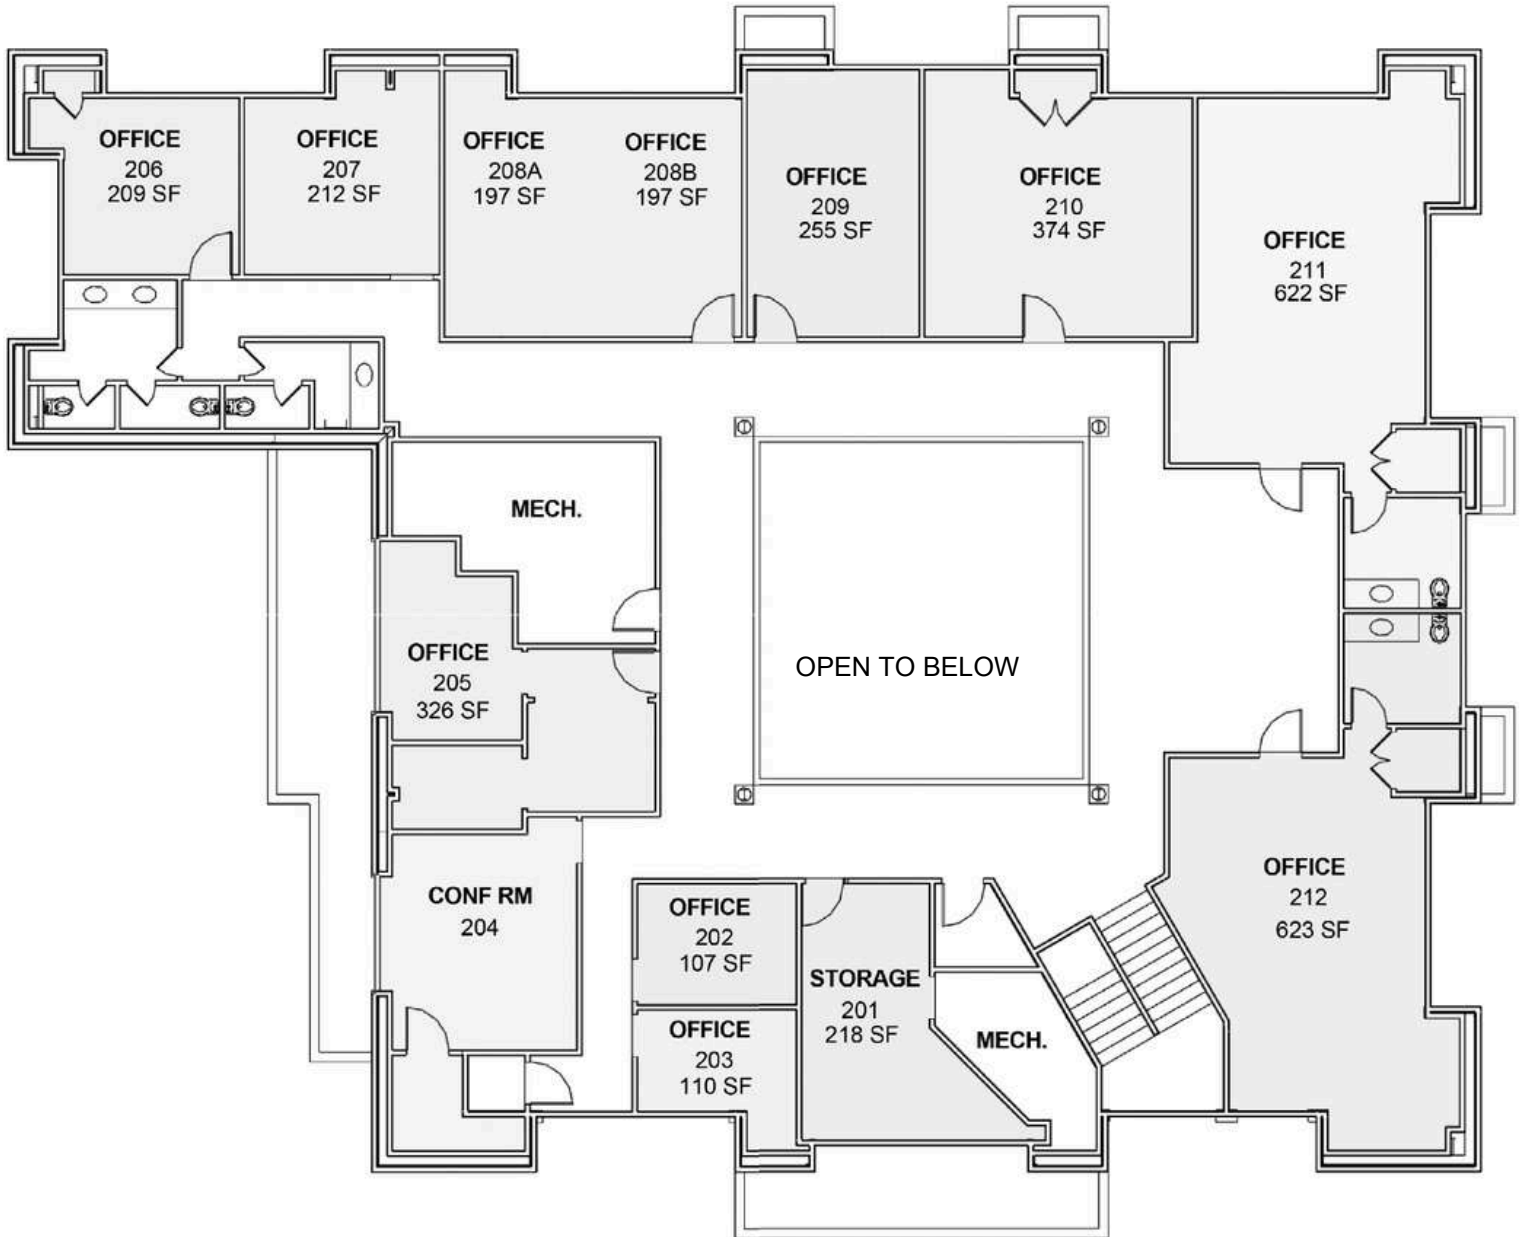 OFFICE
206
209 SF
OFFICE
207
212 SF
OFFICE
208A
197 SF
OFFICE
208B
197 SF
OFFICE
209
255 SF
OFFICE
210
374 SF
OFFICE
211
622 SF
MECH.
OFFICE
205
326 SF
OPEN TO BELOW
CONF RM
204
OFFICE
202
107 SF
OFFICE
203
110 SF
STORAGE
201
218 SF
MECH.
OFFICE
212
623 SF